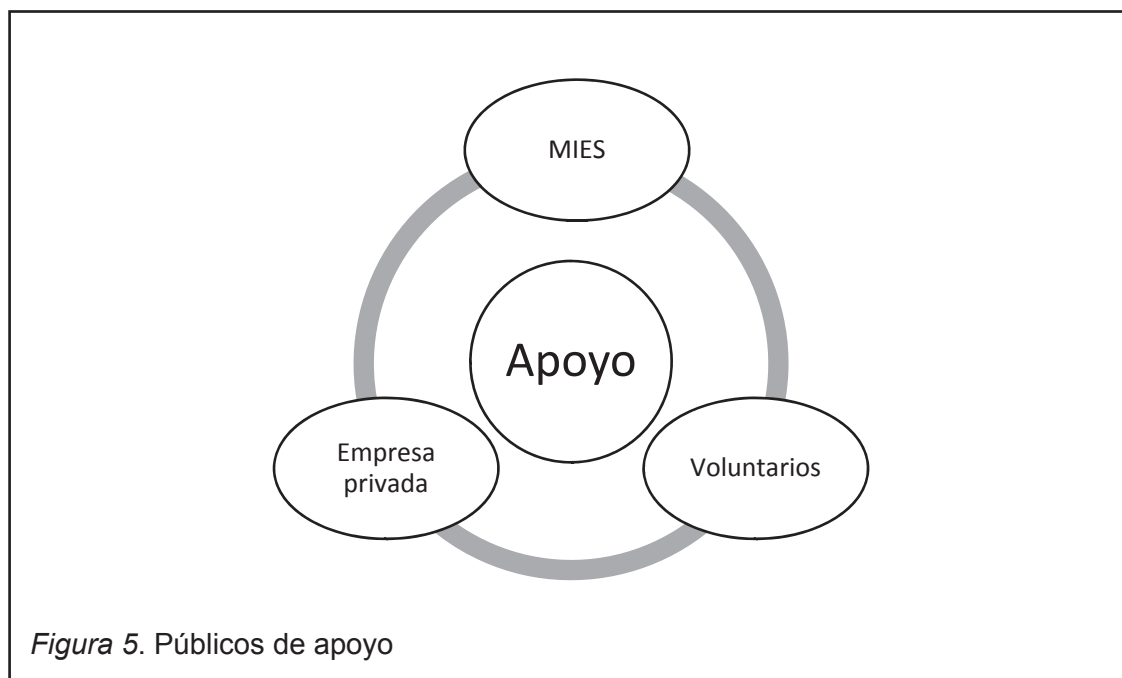 MIES
Apoyo
Empresa
privada
Voluntarios
Figura 5. Públicos de apoyo